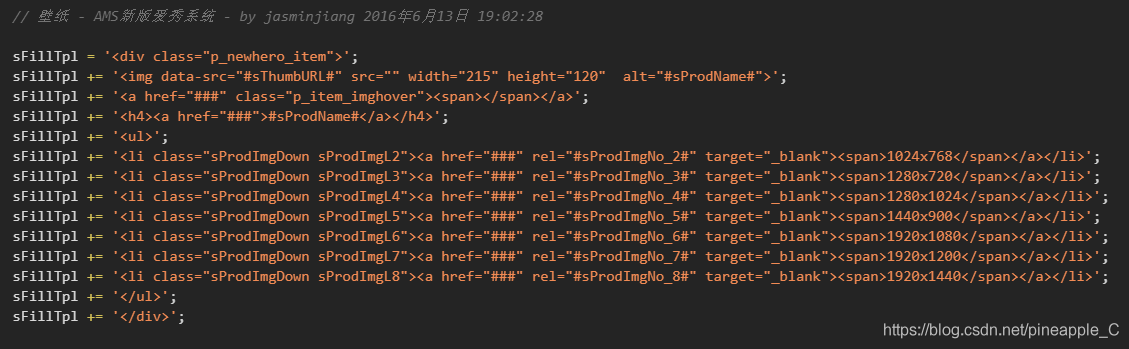 // 壁纸 - AMS新版爱秀系统 - by jasminjiang 2016年6月13日 19:02:28
sFillTpl = '<div class="p_newhero_item">';
sFillTpl += '<img data-src="#sThumbURL#" src="" width="215" height="120"  alt="#sProdName#">';
sFillTpl += '<a href="###" class="p_item_imghover"><span></span></a>';
sFillTpl += '<h4><a href="###">#sProdName#</a></h4>';
sFillTpl += '<ul>';
sFillTpl += '<li class="sProdImgDown sProdImgL2"><a href="###" rel="#sProdImgNo_2#" target="_blank"><span>1024x768</span></a></li>';
sFillTpl += '<li class="sProdImgDown sProdImgL3"><a href="###" rel="#sProdImgNo_3#" target="_blank"><span>1280x720</span></a></li>';
sFillTpl += '<li class="sProdImgDown sProdImgL4"><a href="###" rel="#sProdImgNo_4#" target="_blank"><span>1280x1024</span></a></li>';
sFillTpl += '<li class="sProdImgDown sProdImgL5"><a href="###" rel="#sProdImgNo_5#" target="_blank"><span>1440x900</span></a></li>';
sFillTpl += '<li class="sProdImgDown sProdImgL6"><a href="###" rel="#sProdImgNo_6#" target="_blank"><span>1920x1080</span></a></li>';
sFillTpl += '<li class="sProdImgDown sProdImgL7"><a href="###" rel="#sProdImgNo_7#" target="_blank"><span>1920x1200</span></a></li>';
sFillTpl += '<li class="sProdImgDown sProdImgL8"><a href="###" rel="#sProdImgNo_8#" target="_blank"><span>1920x1440</span></a></li>';
sFillTpl += '</ul>';
sFillTpl += '</div>';
https://blog.csdn.net/pineapple_C